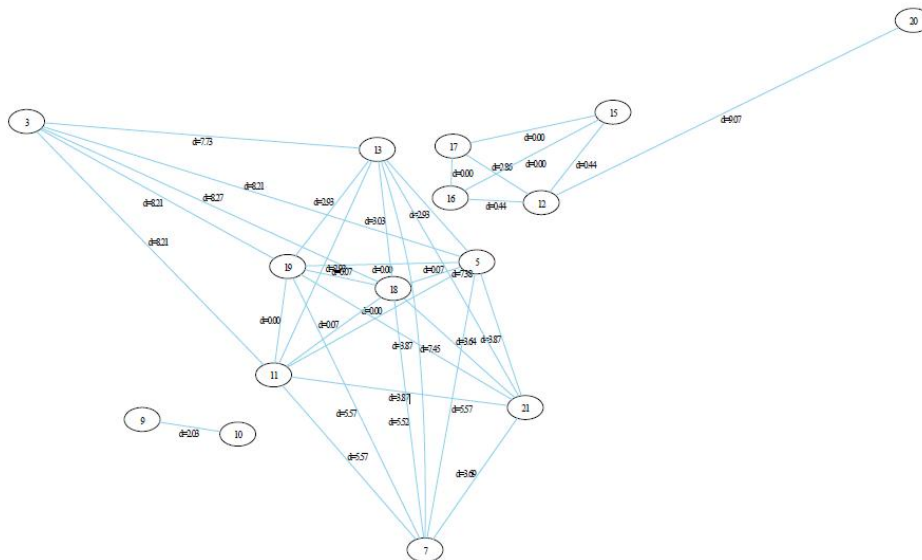 20
d=9.07
15
3
d=0.00
d=7.73
13
17
d=2.86
d=0.00
d=0.00
d=0.44
d=8.21
16
12
d=0.44
d=8.21
d=8.27
d=2.93
d=3.03
d=2.93
d=8.21
19
5
d=0.00
d=0.07
d=7.38
18
d=0.00
d=0.07
d=0.00
d=3.87
d=7.45
d=3.64
d=3.87
11
d=3.87
21
9
d=2.03
10
d=5.57
d=5.52
d=5.57
d=5.57
d=3.69
7